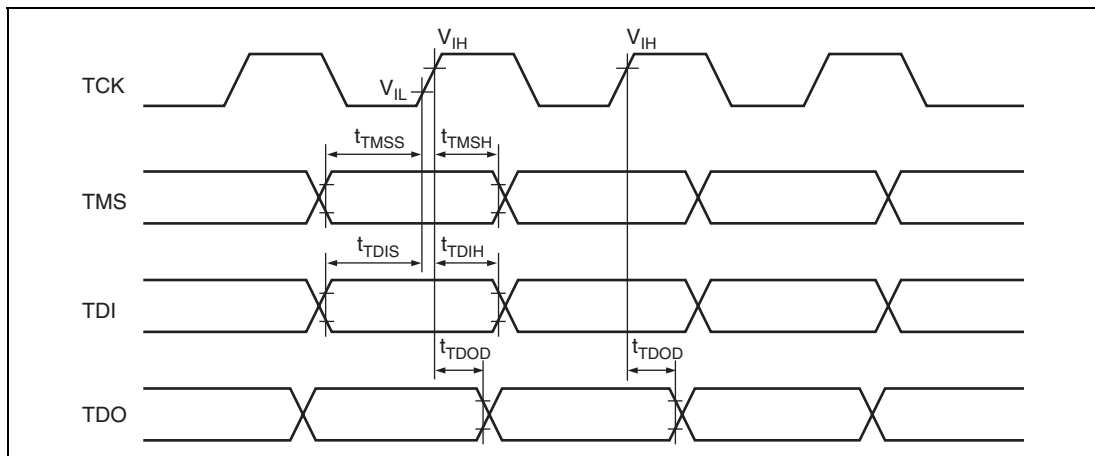 V_IH V_IH
TCK
V_IL
t_TMSS t_TMSH
TMS
t_TDIS t_TDIH
TDI
t_TDOD t_TDOD
TDO